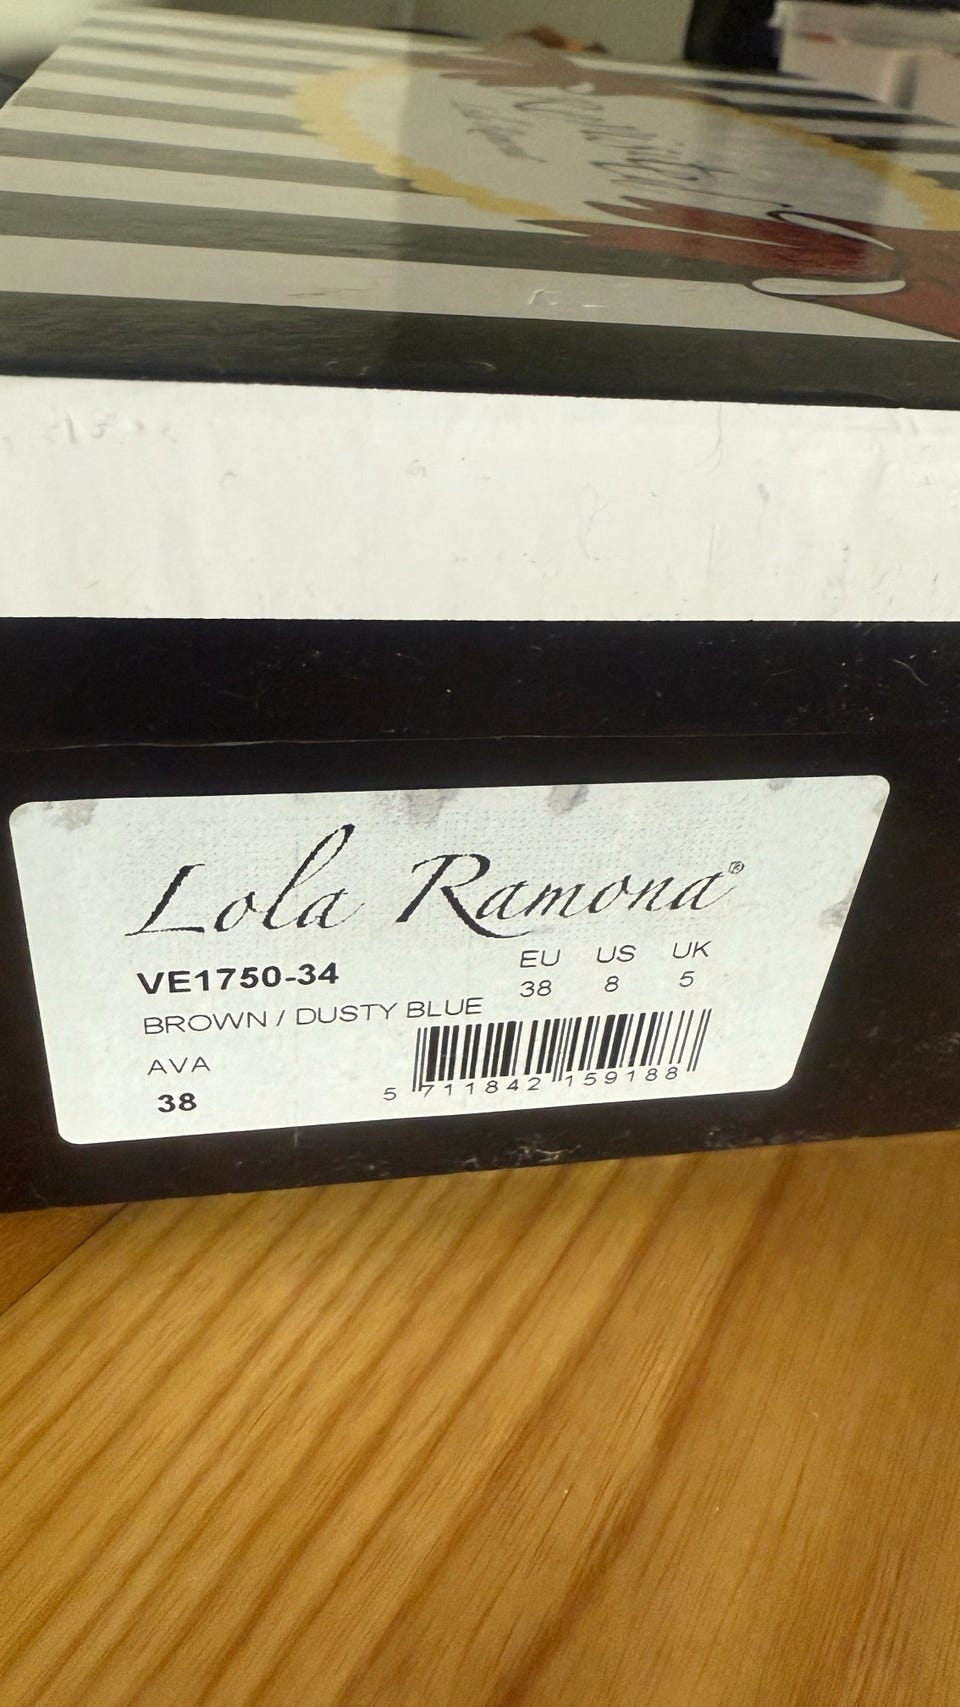 Lola Ramona®
EU US UK
VE1750-34 38 8 5
BROWN / DUSTY BLUE
AVA
38
5 711842 159188